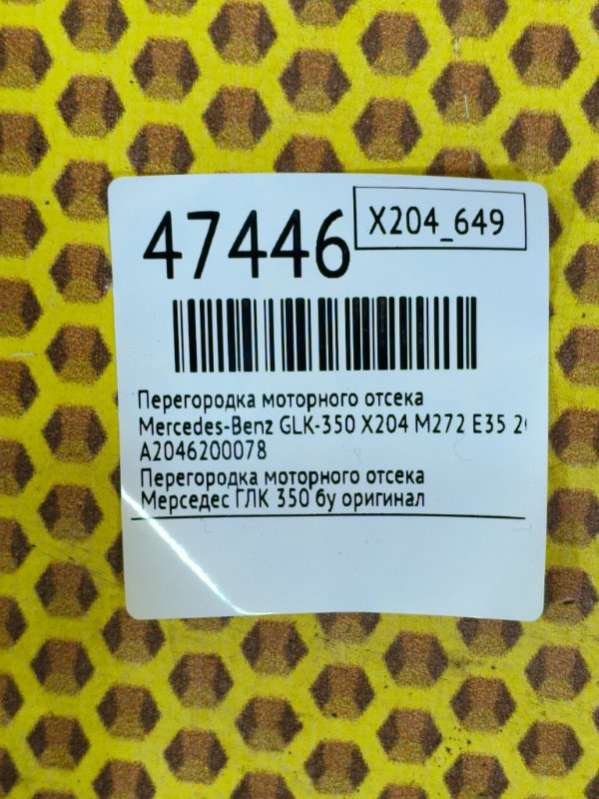 47446
X204_649
Перегородка моторного отсека
Mercedes-Benz GLK-350 X204 M272 E35
A2046200078
Перегородка моторного отсека
Мерседес ГЛК 350 бу оригинал